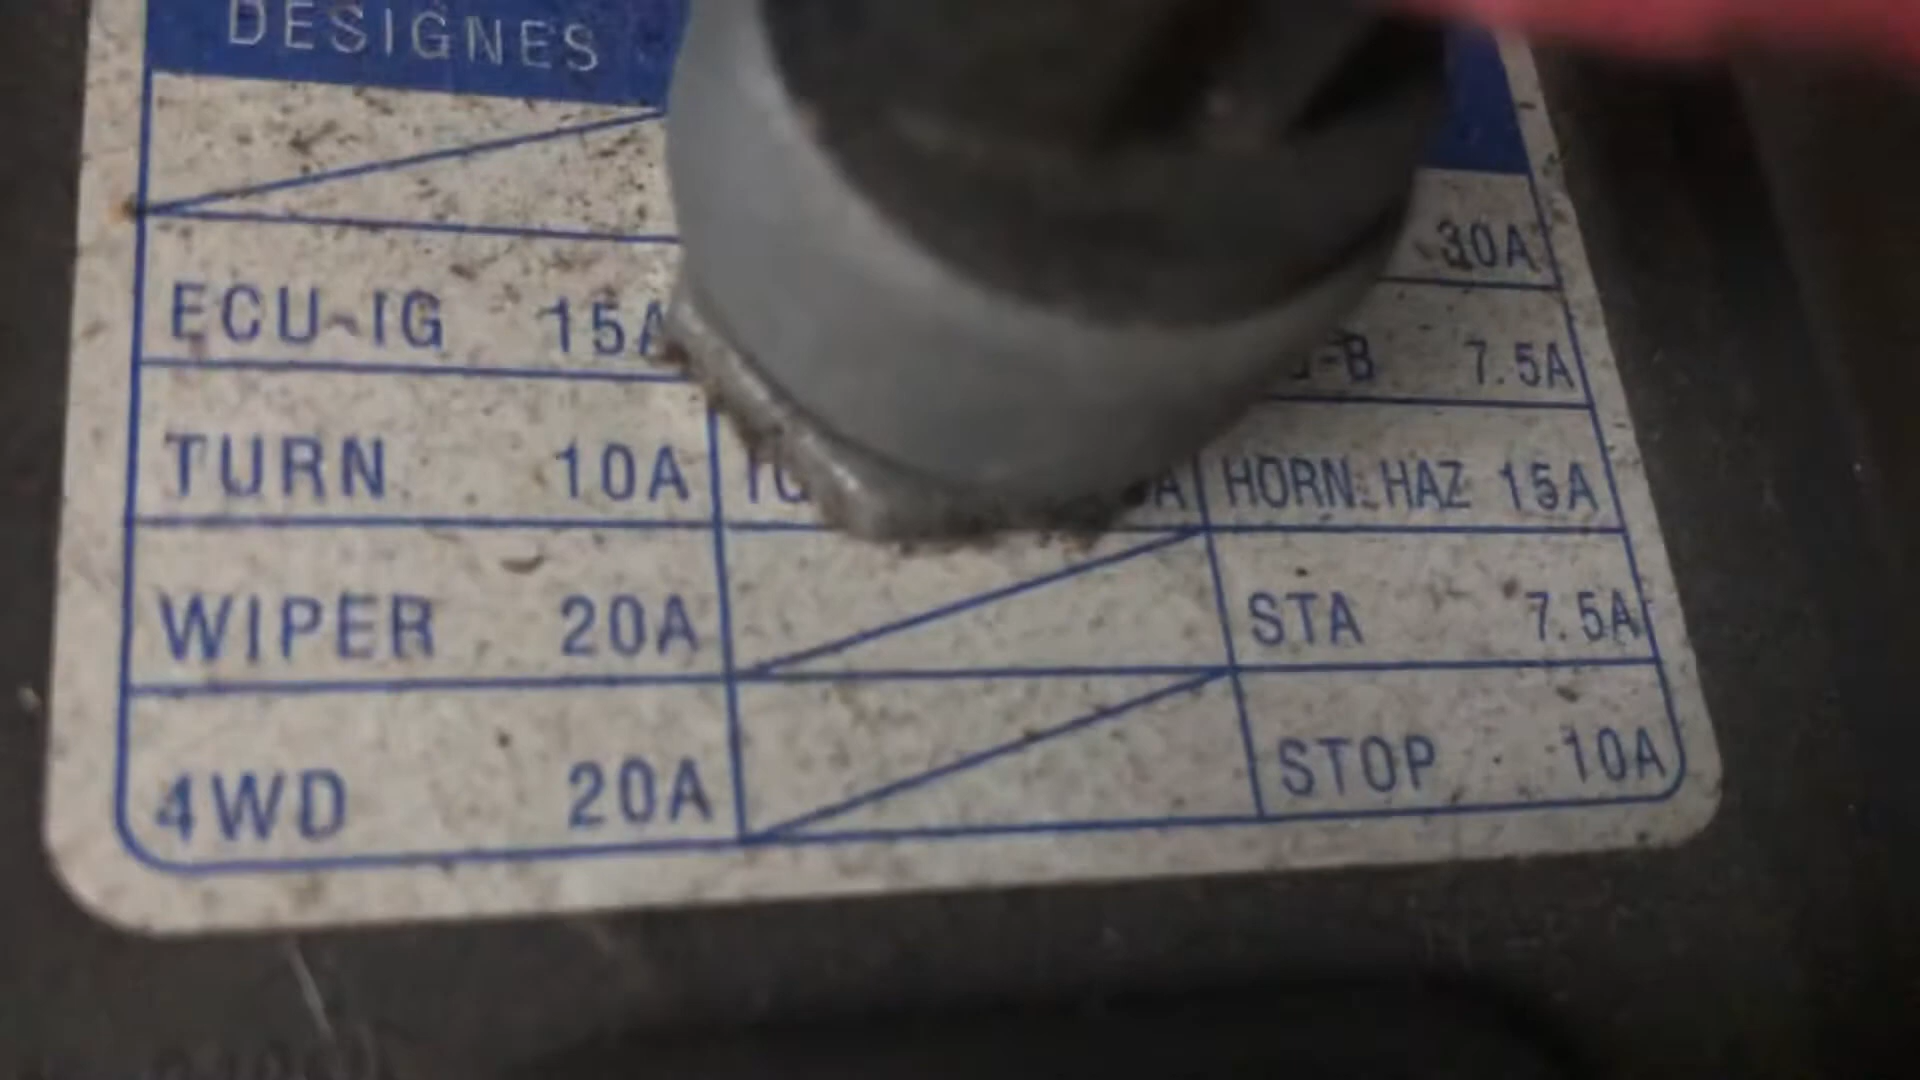 DESIGNES
30A
ECU-IG 15A
-B 7.5A
TURN 10A
HORN.HAZ 15A
WIPER 20A
STA 7.5A
4WD 20A
STOP 10A